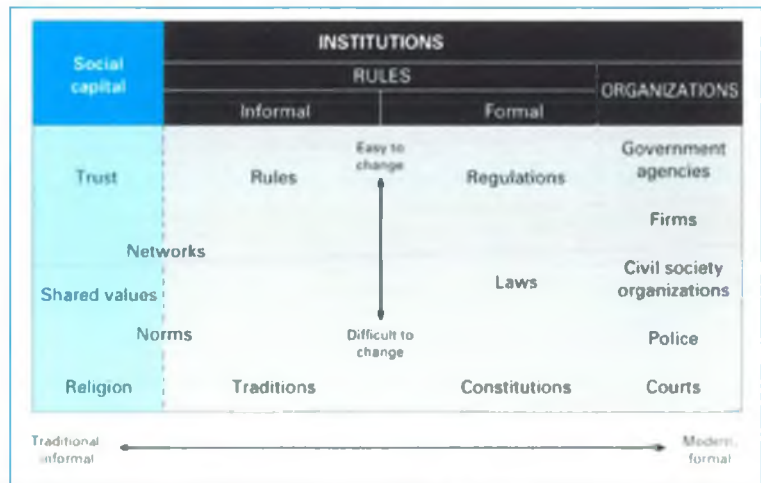 INSTITUTIONS
Social
capital
RULES
ORGANIZATIONS
Informal
Formal
Easy to
change
Government
agencies
Trust
Rules
Regulations
Firms
Networks
Civil society
organizations
Laws
Shared values
Norms
Difficult to
change
Police
Religion
Traditions
Constitutions
Courts
Traditional
informal
Modern,
formal